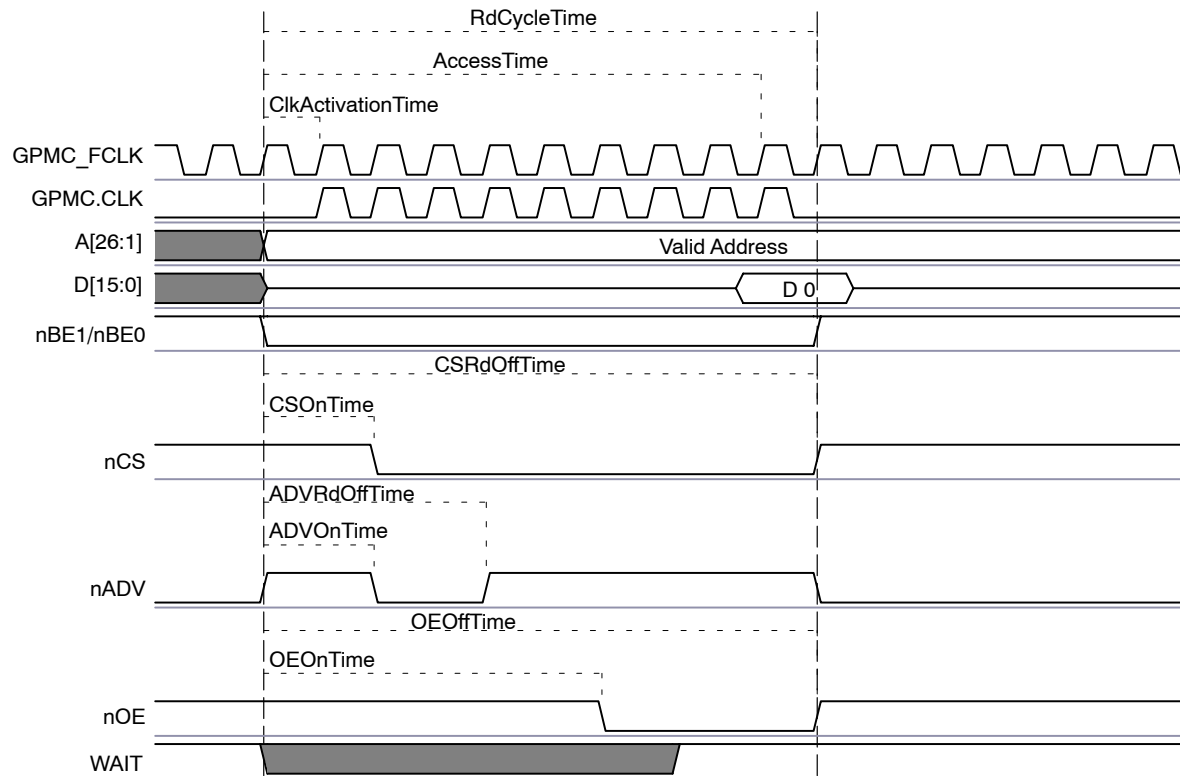 RdCycleTime
AccessTime
ClkActivationTime
GPMC_FCLK
GPMC.CLK
A[26:1]
Valid Address
D[15:0]
D 0
nBE1/nBE0
CSRdOffTime
CSOnTime
nCS
ADVRdOffTime
ADVOnTime
nADV
OEOffTime
OEOnTime
nOE
WAIT